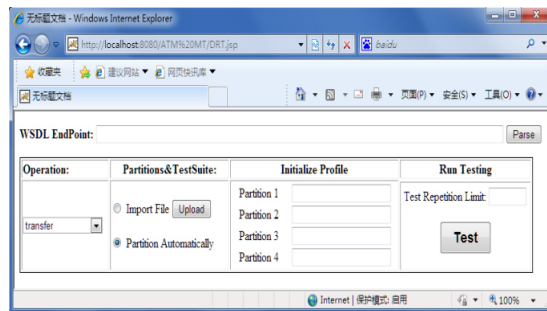 无标题文档 - Windows Internet Explorer
http://localhost:8080/ATM%20MT/DRT.jsp
baidu
收藏夹 建议网站 网页快讯库
无标题文档 页面(P) 安全(S) 工具(O)
WSDL EndPoint: Parse
Operation: Partitions&TestSuite: Initialize Profile Run Testing
transfer
Import File Upload
Partition Automatically
Partition 1
Partition 2
Partition 3
Partition 4
Test Repetition Limit:
Test
Internet | 保护模式: 启用 100%